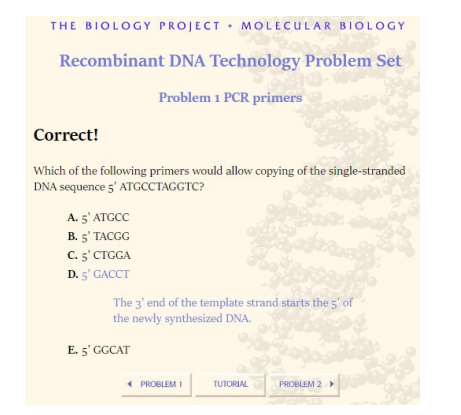 THE BIOLOGY PROJECT • MOLECULAR BIOLOGY
Recombinant DNA Technology Problem Set
Problem 1 PCR primers
Correct!
Which of the following primers would allow copying of the single-stranded
DNA sequence 5' ATGCCTAGGTC?
A. 5' ATGCC
B. 5' TACGG
C. 5' CTGGA
D. 5' GACCT
The 3' end of the template strand starts the 5' of
the newly synthesized DNA.
E. 5' GGCAT
PROBLEM 1 TUTORIAL PROBLEM 2